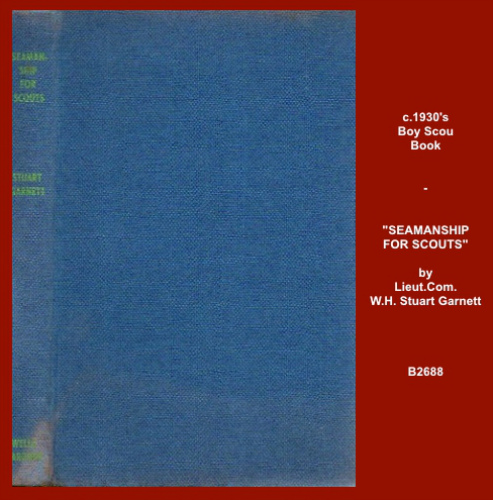 SEAMAN-
SHIP
FOR
SCOUTS
STUART
GARNETT
c.1930's
Boy Scou
Book
-
"SEAMANSHIP
FOR SCOUTS"
by
Lieut.Com.
W.H. Stuart Garnett
B2688